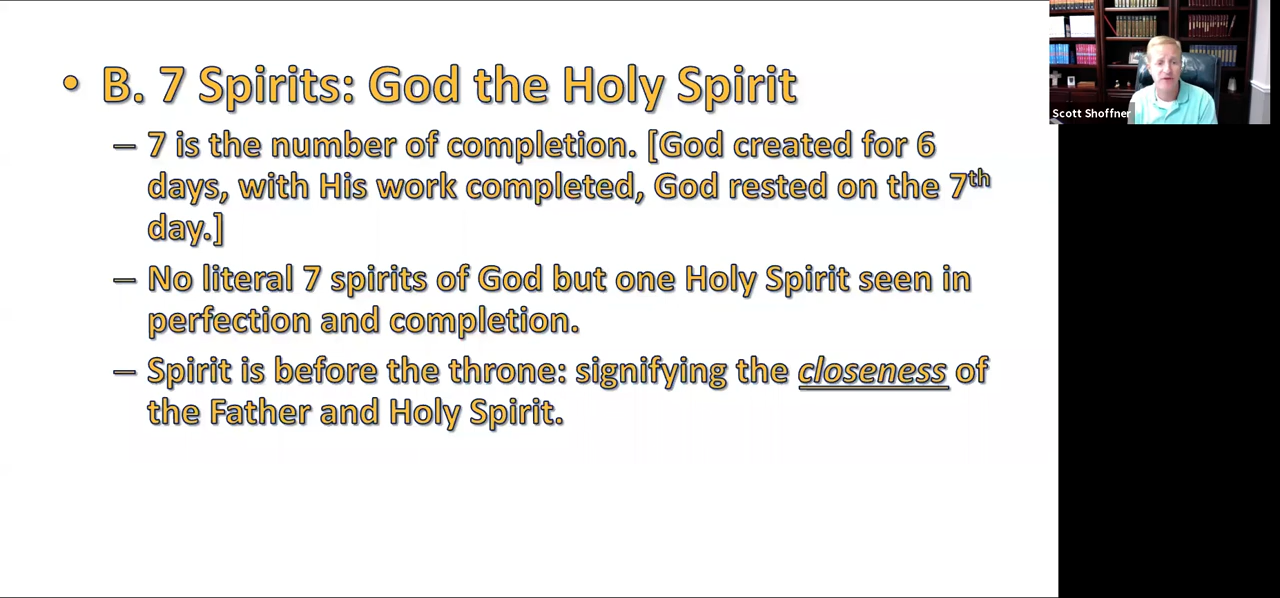 • B. 7 Spirits: God the Holy Spirit
– 7 is the number of completion. [God created for 6
days, with His work completed, God rested on the 7th
day.]
– No literal 7 spirits of God but one Holy Spirit seen in
perfection and completion.
– Spirit is before the throne: signifying the closeness of
the Father and Holy Spirit.
Scott Shoffner